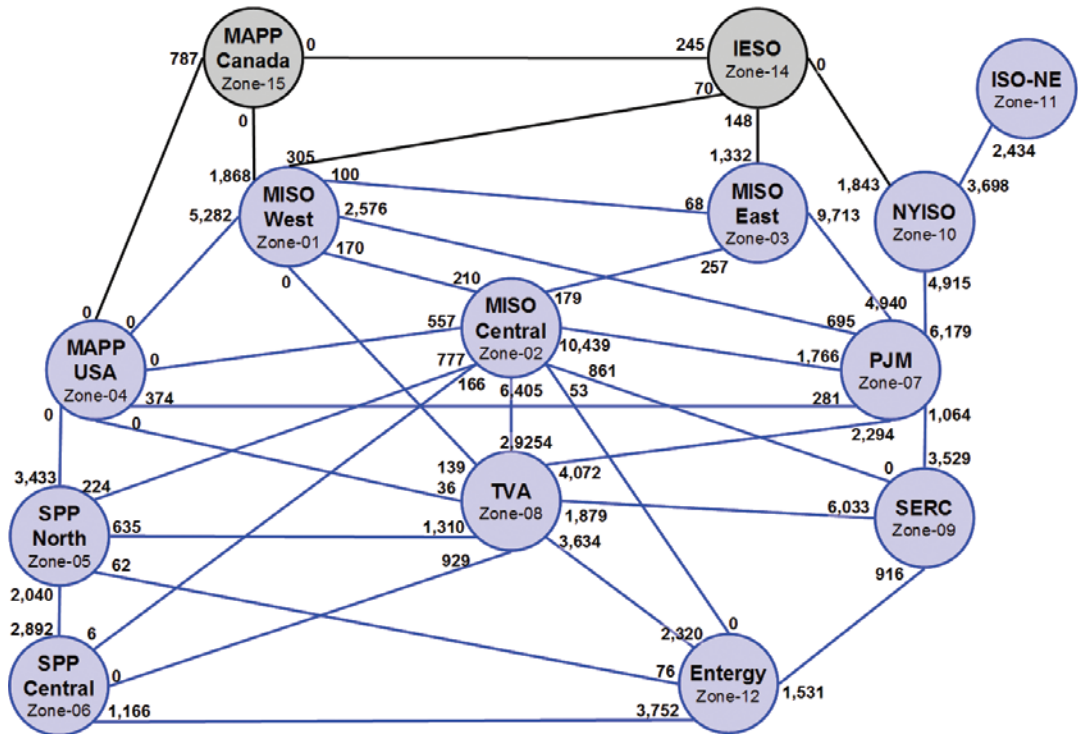 MAPP
Canada
Zone-15
0
787
0
245
IESO
Zone-14
0
70
148
ISO-NE
Zone-11
2,434
305
1,868
MISO
West
Zone-01
100
5,282
2,576
170
0
1,332
68
MISO
East
Zone-03
9,713
257
1,843
3,698
NYISO
Zone-10
4,915
210
179
MISO
Central
Zone-02
557
10,439
777
166
6,405
53
861
0
0
MAPP
USA
Zone-04
0
374
0
0
4,940
695
6,179
1,766
PJM
Zone-07
281
1,064
2,294
3,433
224
SPP
North
Zone-05
635
62
2,040
2,9254
139
4,072
36
TVA
Zone-08
1,310
1,879
929
3,634
0
3,529
6,033
SERC
Zone-09
916
2,892
6
SPP
Central
Zone-06
0
1,166
2,320
0
76
Entergy
Zone-12
1,531
3,752